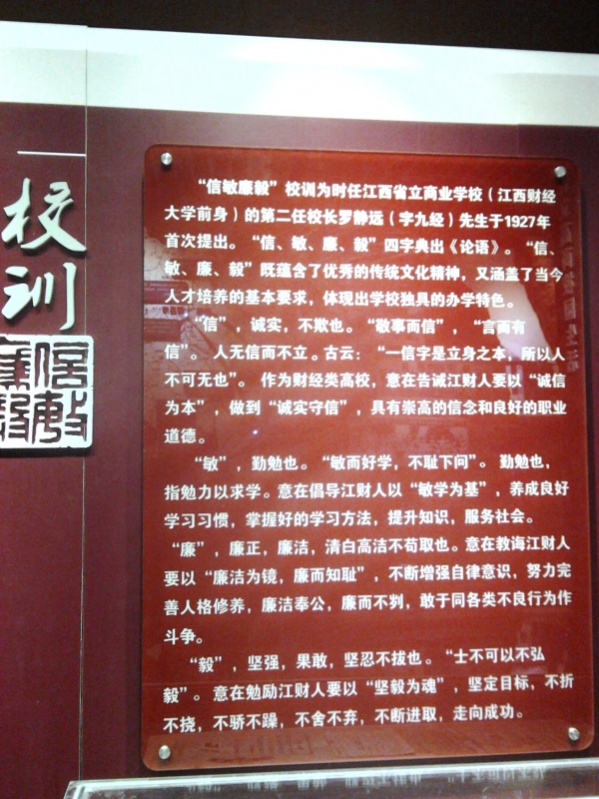 校训
信敏廉毅
“信敏廉毅”校训为时任江西省立商业学校（江西财经
大学前身）的第二任校长罗静远（字九经）先生于1927年
首次提出。“信、敏、廉、毅”四字典出《论语》。“信、
敏、廉、毅”既蕴含了优秀的传统文化精神，又涵盖了当今
人才培养的基本要求，体现出学校独具的办学特色。
“信”，诚实，不欺也。“敬事而信”，“言而有
信”。人无信而不立。古云：“一信字是立身之本，所以人
不可无也”。作为财经类高校，意在告诫江财人要以“诚信
为本”，做到“诚实守信”，具有崇高的信念和良好的职业
道德。
“敏”，勤勉也。“敏而好学，不耻下问”。勤勉也，
指勉力以求学。意在倡导江财人以“敏学为基”，养成良好
学习习惯，掌握好的学习方法，提升知识，服务社会。
“廉”，廉正，廉洁，清白高洁不苟取也。意在教诲江财人
要以“廉洁为镜，廉而知耻”，不断增强自律意识，努力完
善人格修养，廉洁奉公，廉而不刿，敢于同各类不良行为作
斗争。
“毅”，坚强，果敢，坚忍不拔也。“士不可以不弘
毅”。意在勉励江财人要以“坚毅为魂”，坚定目标，不折
不挠，不骄不躁，不舍不弃，不断进取，走向成功。